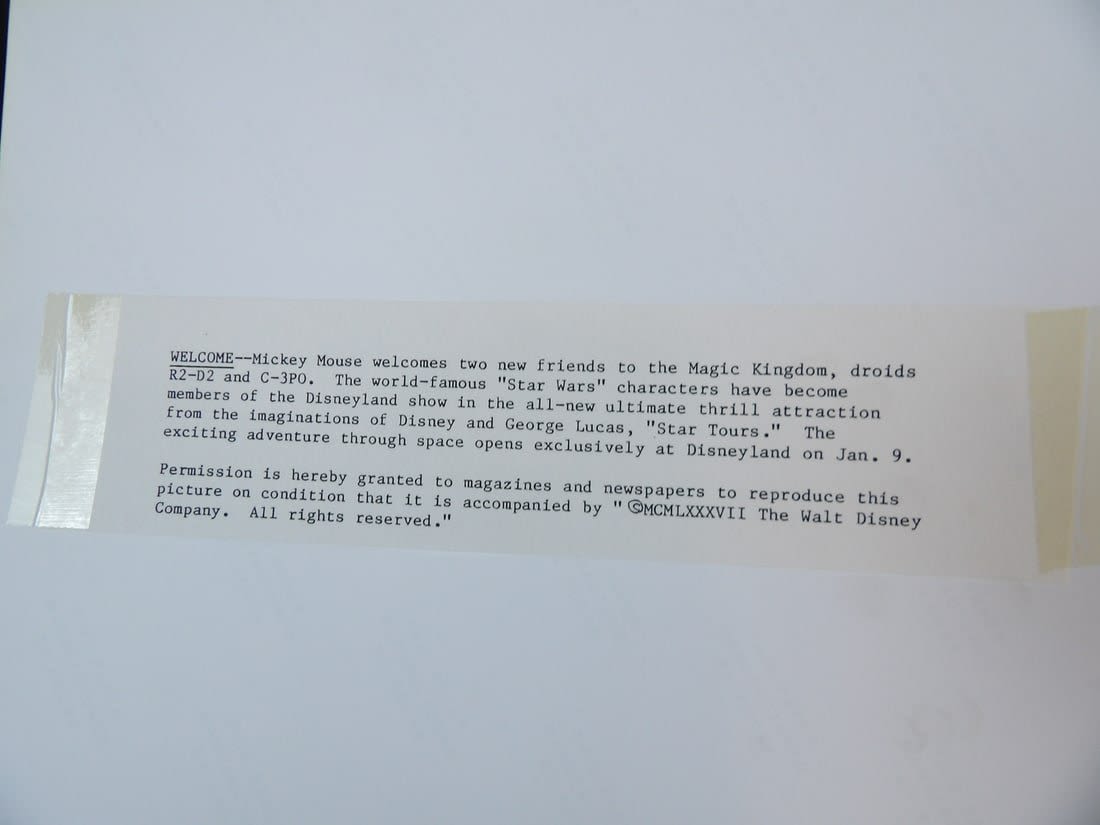 WELCOME--Mickey Mouse welcomes two new friends to the Magic Kingdom, droids
R2-D2 and C-3PO.  The world-famous "Star Wars" characters have become
members of the Disneyland show in the all-new ultimate thrill attraction
from the imaginations of Disney and George Lucas, "Star Tours."  The
exciting adventure through space opens exclusively at Disneyland on Jan. 9.
Permission is hereby granted to magazines and newspapers to reproduce this
picture on condition that it is accompanied by "©MCMLXXXVII The Walt Disney
Company.  All rights reserved."